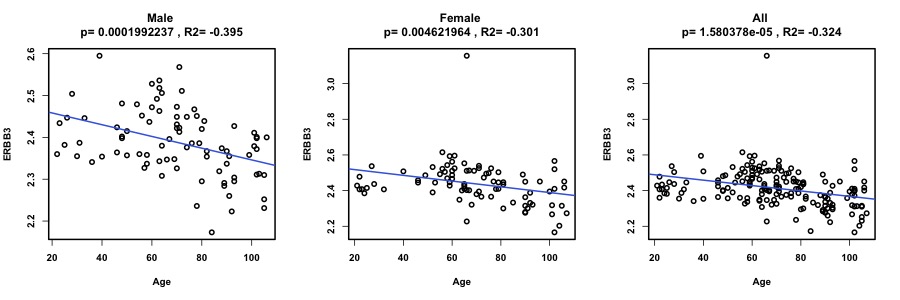 Male
p= 0.0001992237 , R2= -0.395
2.6
2.5
2.4
2.3
2.2
ERBB3
20 40 60 80 100
Age
Female
p= 0.004621964 , R2= -0.301
3.0
2.8
2.6
2.4
2.2
ERBB3
20 40 60 80 100
Age
All
p= 1.580378e-05 , R2= -0.324
3.0
2.8
2.6
2.4
2.2
ERBB3
20 40 60 80 100
Age